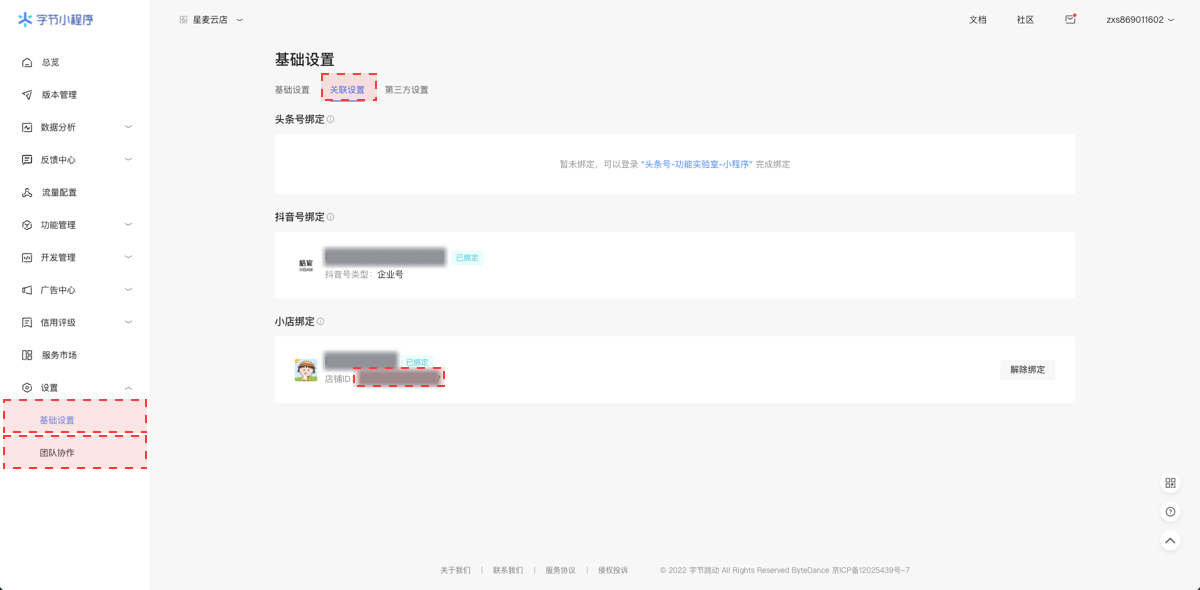 字节小程序
星麦云店
文档
社区
zxs869011602
总览
版本管理
数据分析
反馈中心
流量配置
功能管理
开发管理
广告中心
信用评级
服务市场
设置
基础设置
团队协作
基础设置
基础设置 关联设置 第三方设置
头条号绑定
暂未绑定，可以登录 “头条号-功能实验室-小程序” 完成绑定
抖音号绑定
已绑定
抖音号类型： 企业号
小店绑定
已绑定
店铺ID
解除绑定
关于我们 | 联系我们 | 服务协议 | 侵权投诉 © 2022 字节跳动 All Rights Reserved ByteDance 京ICP备12025439号-7